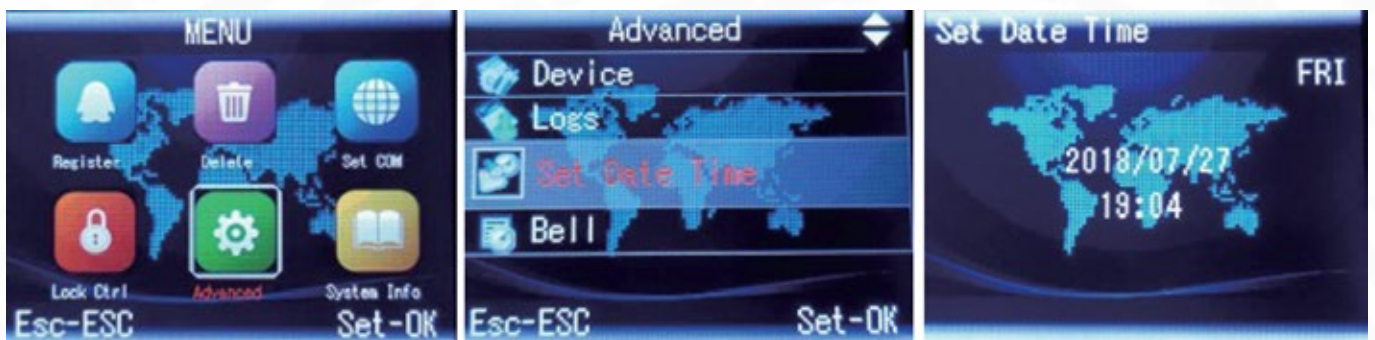 MENU
Register Delete Set COM
Lock Ctrl Advanced System Info
Esc-ESC Set-OK
Advanced
Device
Logs
Set Date Time
Bell
Esc-ESC Set-OK
Set Date Time
FRI
2018/07/27
19:04